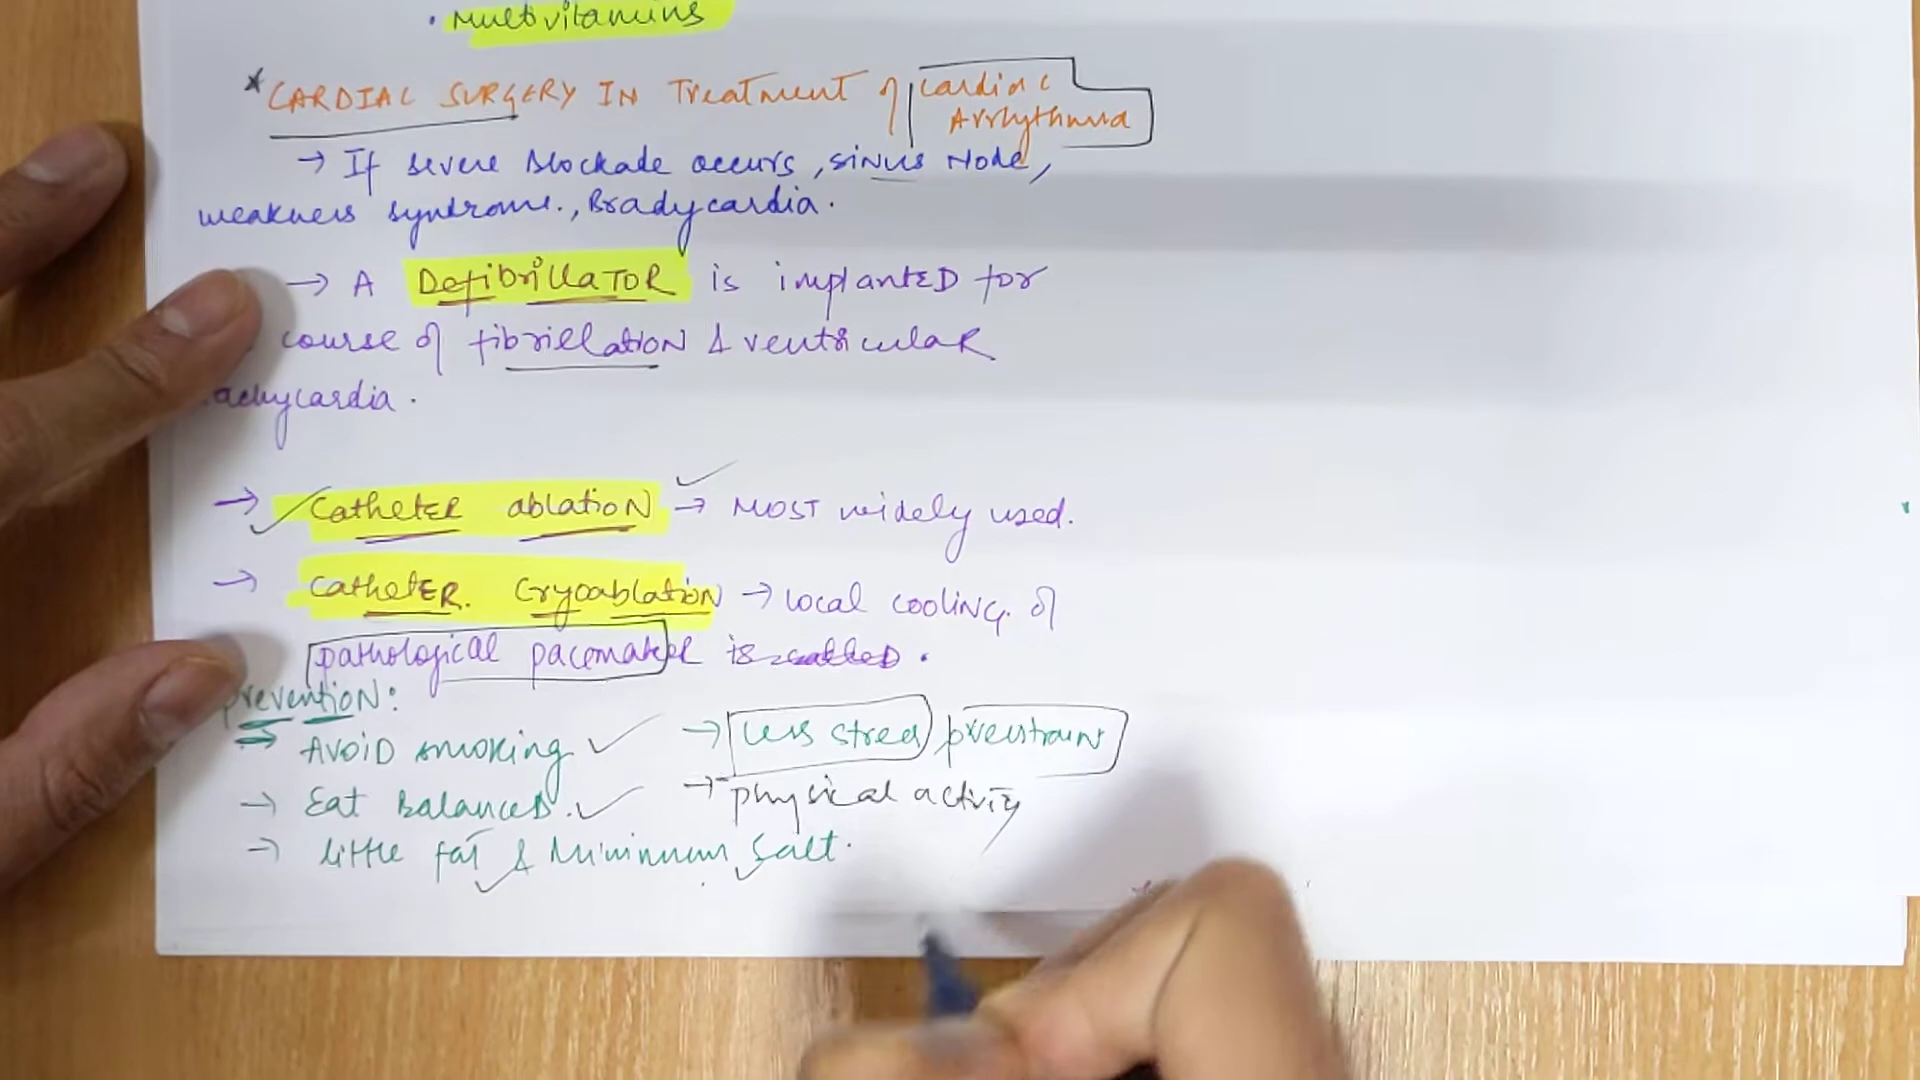 • Multivitamins
* CARDIAC SURGERY IN Treatment of Cardiac
Arrhythmia
→ If severe Blockade occurs, sinus Node,
weakness syndrome., Bradycardia.
→ A DefibrillaTOR is implanteD for
course of fibrillatioN & ventriculaR
achycardia.
→ CatheteR ablatioN → MOST widely used.
→ CatheteR. Cryoablation → local cooling of
pathological pacemaker is
prevention:
→ AVOID smoking → less stress
→ Eat BalanceD. → physical activity
→ little fat & Minimum Salt.